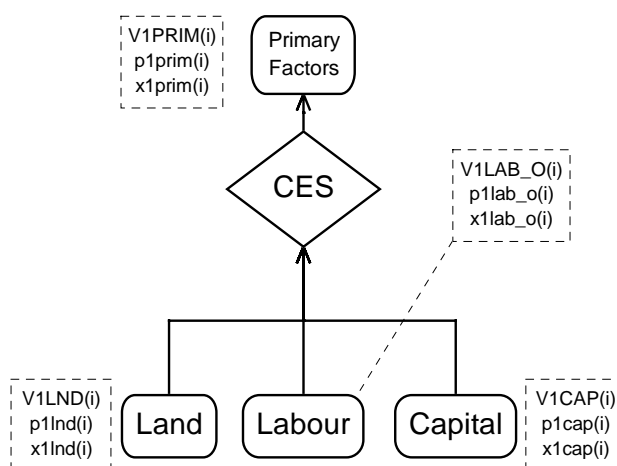 V1PRIM(i)
p1prim(i)
x1prim(i)
Primary
Factors
CES
V1LAB_O(i)
p1lab_o(i)
x1lab_o(i)
V1LND(i)
p1lnd(i)
x1lnd(i)
Land
Labour
Capital
V1CAP(i)
p1cap(i)
x1cap(i)